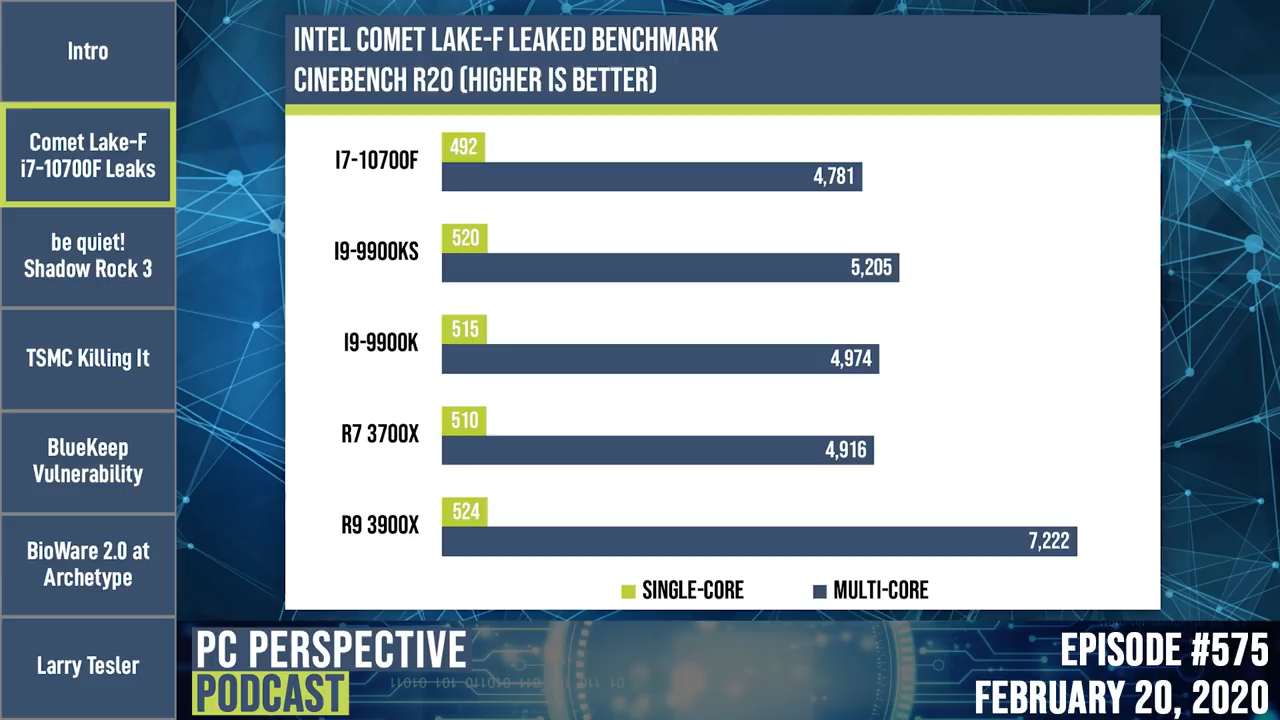 Intro
Comet Lake-F
i7-10700F Leaks
be quiet!
Shadow Rock 3
TSMC Killing It
BlueKeep
Vulnerability
BioWare 2.0 at
Archetype
Larry Tesler
INTEL COMET LAKE-F LEAKED BENCHMARK
CINEBENCH R20 (HIGHER IS BETTER)
I7-10700F
492
4,781
I9-9900KS
520
5,205
I9-9900K
515
4,974
R7 3700X
510
4,916
R9 3900X
524
7,222
SINGLE-CORE
MULTI-CORE
PC PERSPECTIVE
PODCAST
EPISODE #575
FEBRUARY 20, 2020